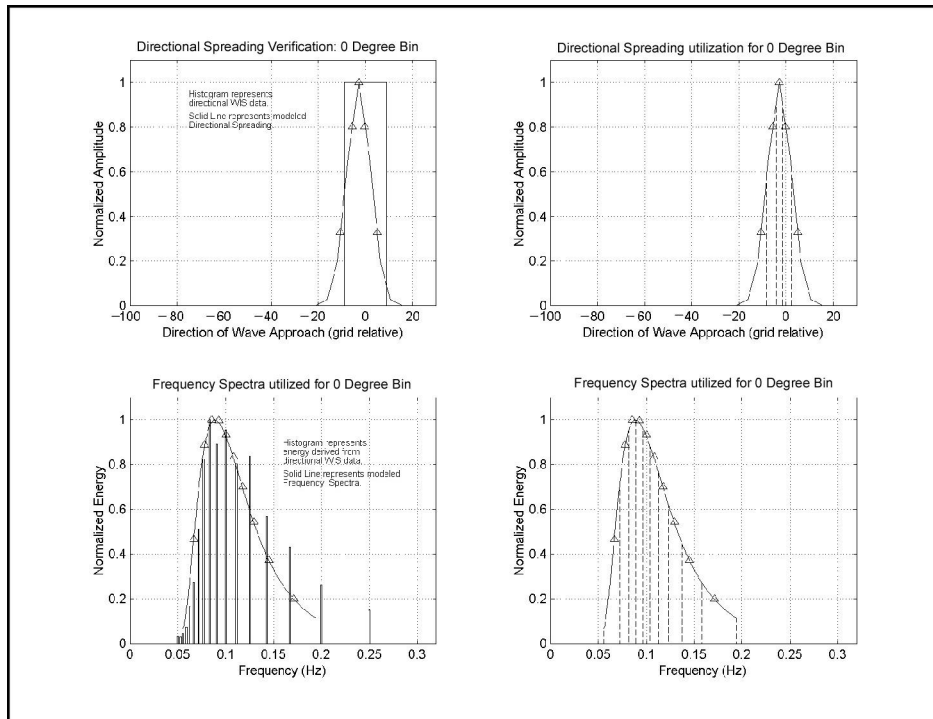 Directional Spreading Verification: 0 Degree Bin
Normalized Amplitude
1
0.8
0.6
0.4
0.2
0
Histogram represents
directional WIS data.
Solid Line represents modeled
Directional Spreading.
−100 −80 −60 −40 −20 0 20
Direction of Wave Approach (grid relative)
Directional Spreading utilization for 0 Degree Bin
Normalized Amplitude
1
0.8
0.6
0.4
0.2
0
−100 −80 −60 −40 −20 0 20
Direction of Wave Approach (grid relative)
Frequency Spectra utilized for 0 Degree Bin
Normalized Energy
1
0.8
0.6
0.4
0.2
0
Histogram represents
energy derived from
directional WIS data.
Solid Line represents modeled
Frequency Spectra.
0 0.05 0.1 0.15 0.2 0.25 0.3
Frequency (Hz)
Frequency Spectra utilized for 0 Degree Bin
Normalized Energy
1
0.8
0.6
0.4
0.2
0
0 0.05 0.1 0.15 0.2 0.25 0.3
Frequency (Hz)